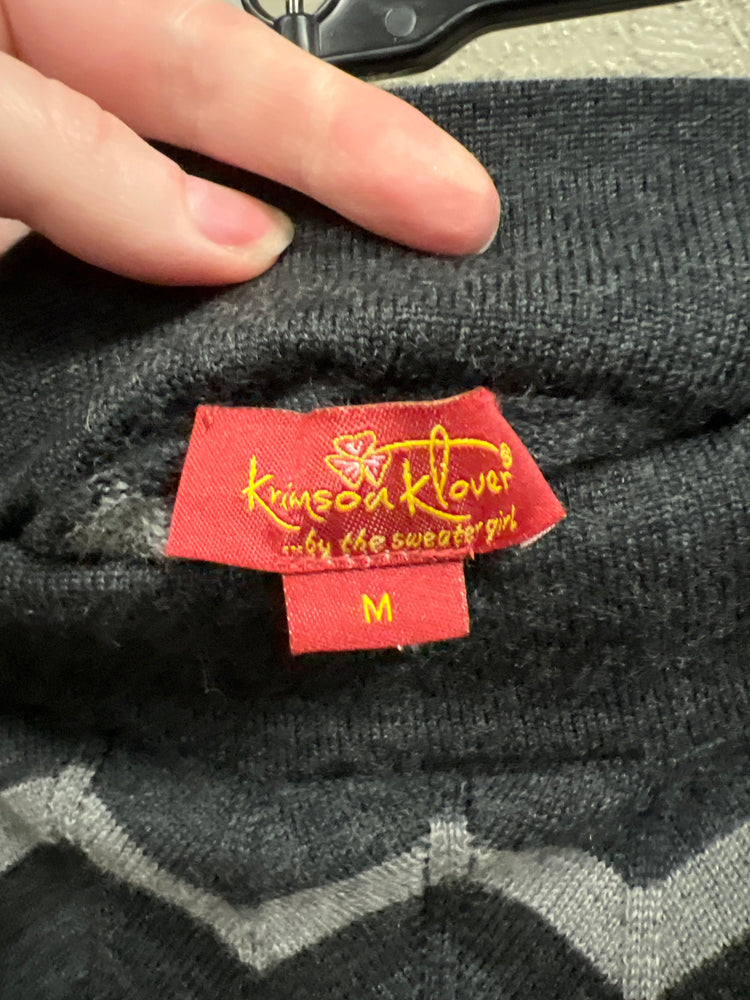 Krimson Klover®
...by the sweater girl
M